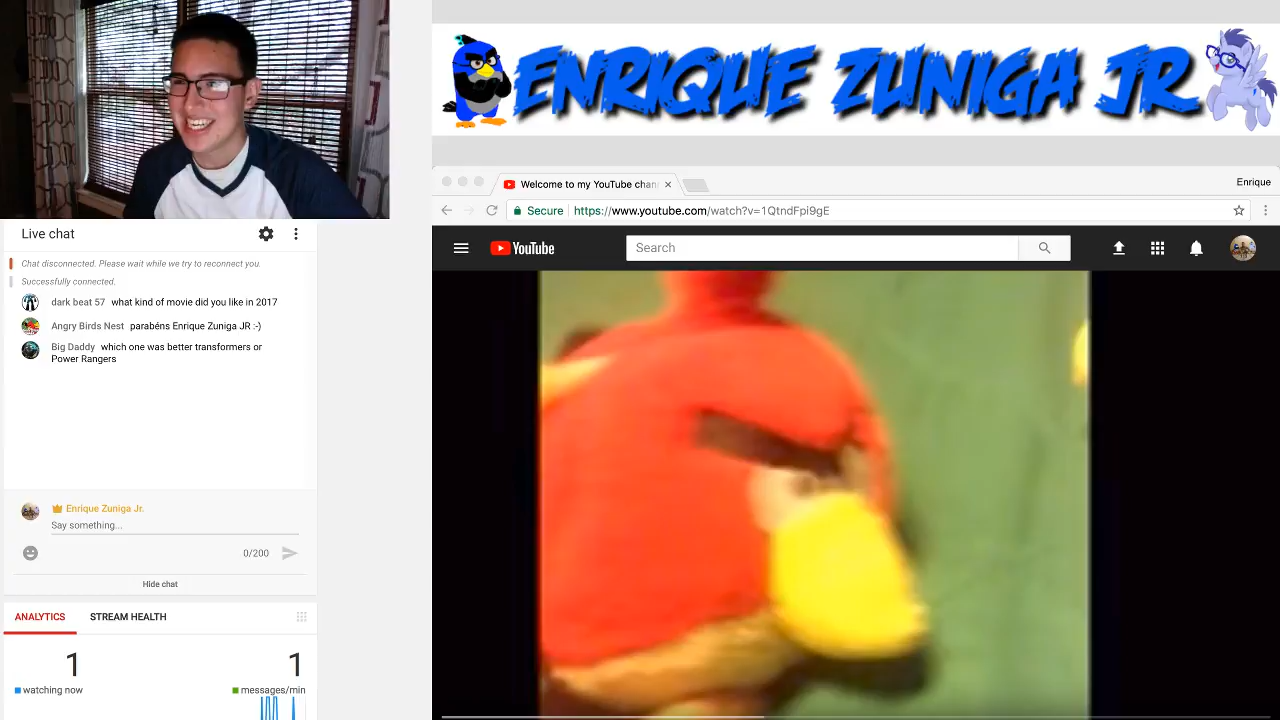 ENRIQUE ZUNIGA JR
Welcome to my YouTube chan
Enrique
Secure https://www.youtube.com/watch?v=1QtndFpi9gE
YouTube
Search
Live chat
Chat disconnected. Please wait while we try to reconnect you.
Successfully connected.
dark beat 57 what kind of movie did you like in 2017
Angry Birds Nest parabéns Enrique Zuniga JR :-)
Big Daddy which one was better transformers or
Power Rangers
Enrique Zuniga Jr.
Say something...
0/200
Hide chat
ANALYTICS STREAM HEALTH
1 1
watching now messages/min